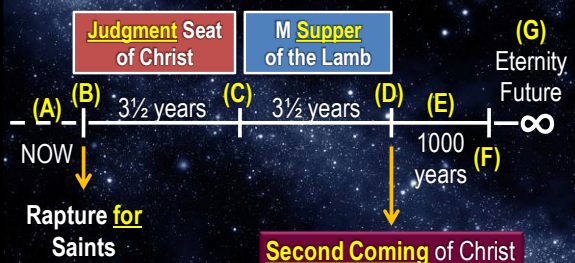 Judgment Seat
of Christ
M Supper
of the Lamb
(G)
Eternity
Future
(A)
(B)
3½ years
(C)
3½ years
(D)
(E)
∞
NOW
1000
years
(F)
Rapture for
Saints
Second Coming of Christ